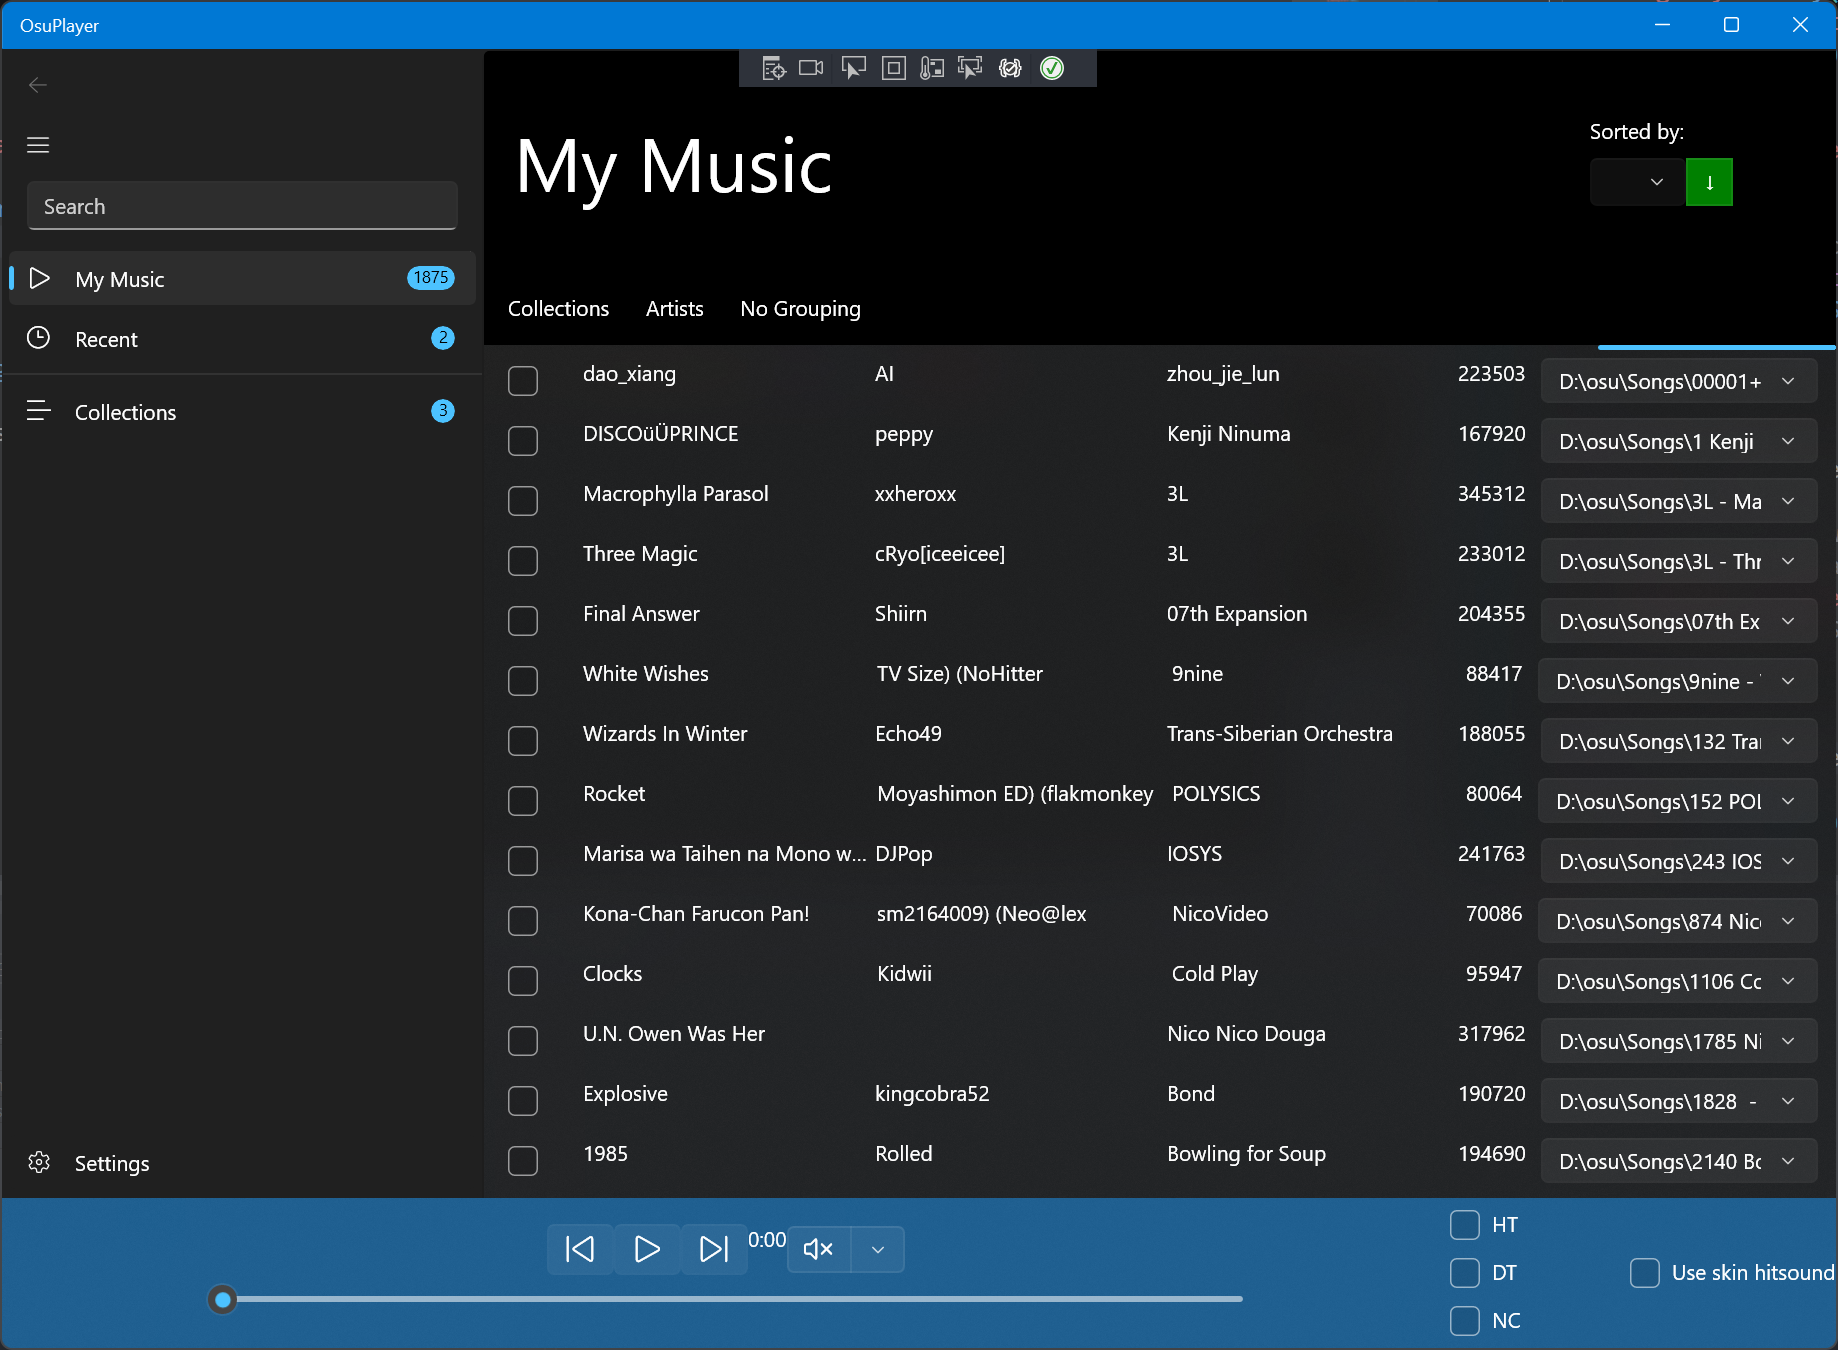 OsuPlayer
Search
My Music 1875
Recent 2
Collections 3
Settings
My Music
Sorted by:
↓
Collections Artists No Grouping
dao_xiang AI zhou_jie_lun 223503 D:\osu\Songs\00001+
DISCOüÜPRINCE peppy Kenji Ninuma 167920 D:\osu\Songs\1 Kenji
Macrophylla Parasol xxheroxx 3L 345312 D:\osu\Songs\3L - Ma
Three Magic cRyo[iceeicee] 3L 233012 D:\osu\Songs\3L - Thr
Final Answer Shiirn 07th Expansion 204355 D:\osu\Songs\07th Ex
White Wishes TV Size) (NoHitter 9nine 88417 D:\osu\Songs\9nine -
Wizards In Winter Echo49 Trans-Siberian Orchestra 188055 D:\osu\Songs\132 Tra
Rocket Moyashimon ED) (flakmonkey POLYSICS 80064 D:\osu\Songs\152 POL
Marisa wa Taihen na Mono w... DJPop IOSYS 241763 D:\osu\Songs\243 IOS
Kona-Chan Farucon Pan! sm2164009) (Neo@lex NicoVideo 70086 D:\osu\Songs\874 Nic
Clocks Kidwii Cold Play 95947 D:\osu\Songs\1106 Co
U.N. Owen Was Her Nico Nico Douga 317962 D:\osu\Songs\1785 Ni
Explosive kingcobra52 Bond 190720 D:\osu\Songs\1828 -
1985 Rolled Bowling for Soup 194690 D:\osu\Songs\2140 Bo
0:00
HT
DT
NC
Use skin hitsound